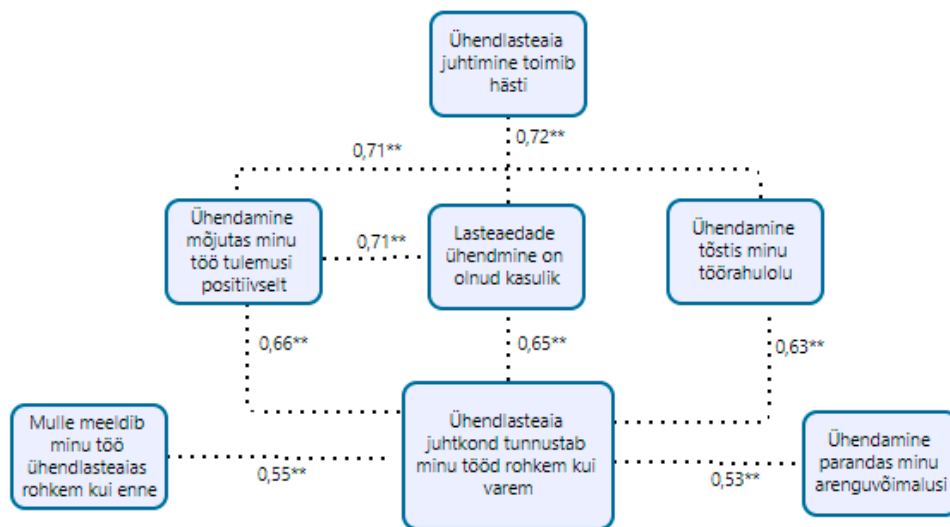 Ühendlasteaia
juhtimine toimib
hästi
0,72**
0,71**
Ühendamine
mõjutas minu
töö tulemusi
positiivselt
0,71**
Lasteaedade
ühendmine on
olnud kasulik
Ühendamine
tõstis minu
töörahulolu
0,66**
0,65**
0,63**
Mulle meeldib
minu töö
ühendlasteaias
rohkem kui enne
0,55**
Ühendlasteaia
juhtkond tunnustab
minu tööd rohkem kui
varem
0,53**
Ühendamine
parandas minu
arenguvõimalusi